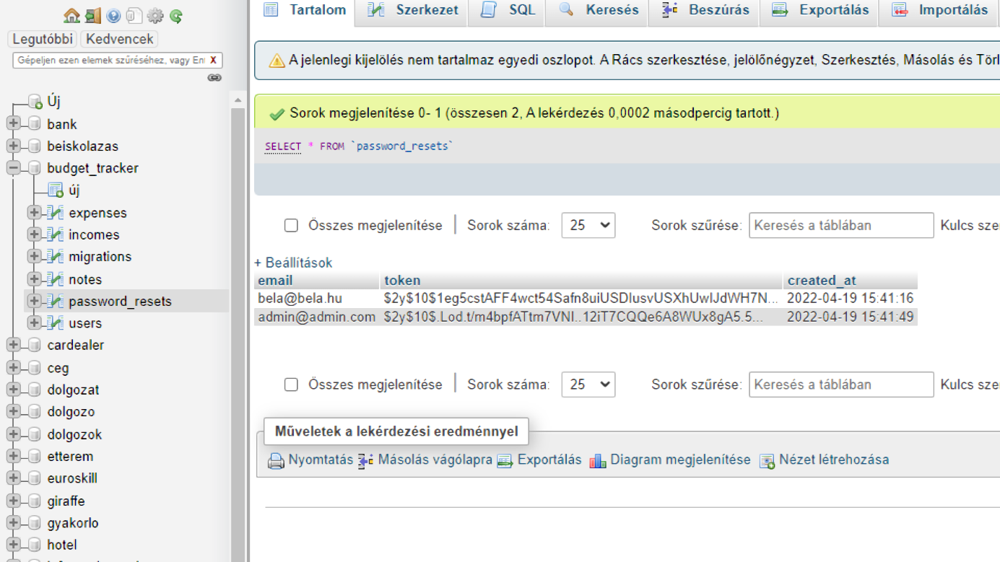 Tartalom Szerkezet SQL Keresés Beszúrás Exportálás Importálás
Legutóbbi Kedvencek
Gépeljen ezen elemek szűréséhez, vagy Ent X
Új
bank
beiskolazas
budget_tracker
új
expenses
incomes
migrations
notes
password_resets
users
cardealer
ceg
dolgozat
dolgozo
dolgozok
etterem
euroskill
giraffe
gyakorlo
hotel
A jelenlegi kijelölés nem tartalmaz egyedi oszlopot. A Rács szerkesztése, jelölőnégyzet, Szerkesztés, Másolás és Törl
Sorok megjelenítése 0- 1 (összesen 2, A lekérdezés 0,0002 másodpercig tartott.)
SELECT * FROM `password_resets`
Összes megjelenítése Sorok száma: 25 Sorok szűrése: Keresés a táblában Kulcs sze
+ Beállítások
email token created_at
bela@bela.hu $2y$10$1eg5cstAFF4wct54Safn8uiUSDlusvUSXhUwIJdWH7N... 2022-04-19 15:41:16
admin@admin.com $2y$10$.Lod.t/m4bpfATtm7VNI..12iT7CQQe6A8WUx8gA5.5... 2022-04-19 15:41:49
Összes megjelenítése Sorok száma: 25 Sorok szűrése: Keresés a táblában Kulcs sze
Műveletek a lekérdezési eredménnyel
Nyomtatás Másolás vágólapra Exportálás Diagram megjelenítése Nézet létrehozása